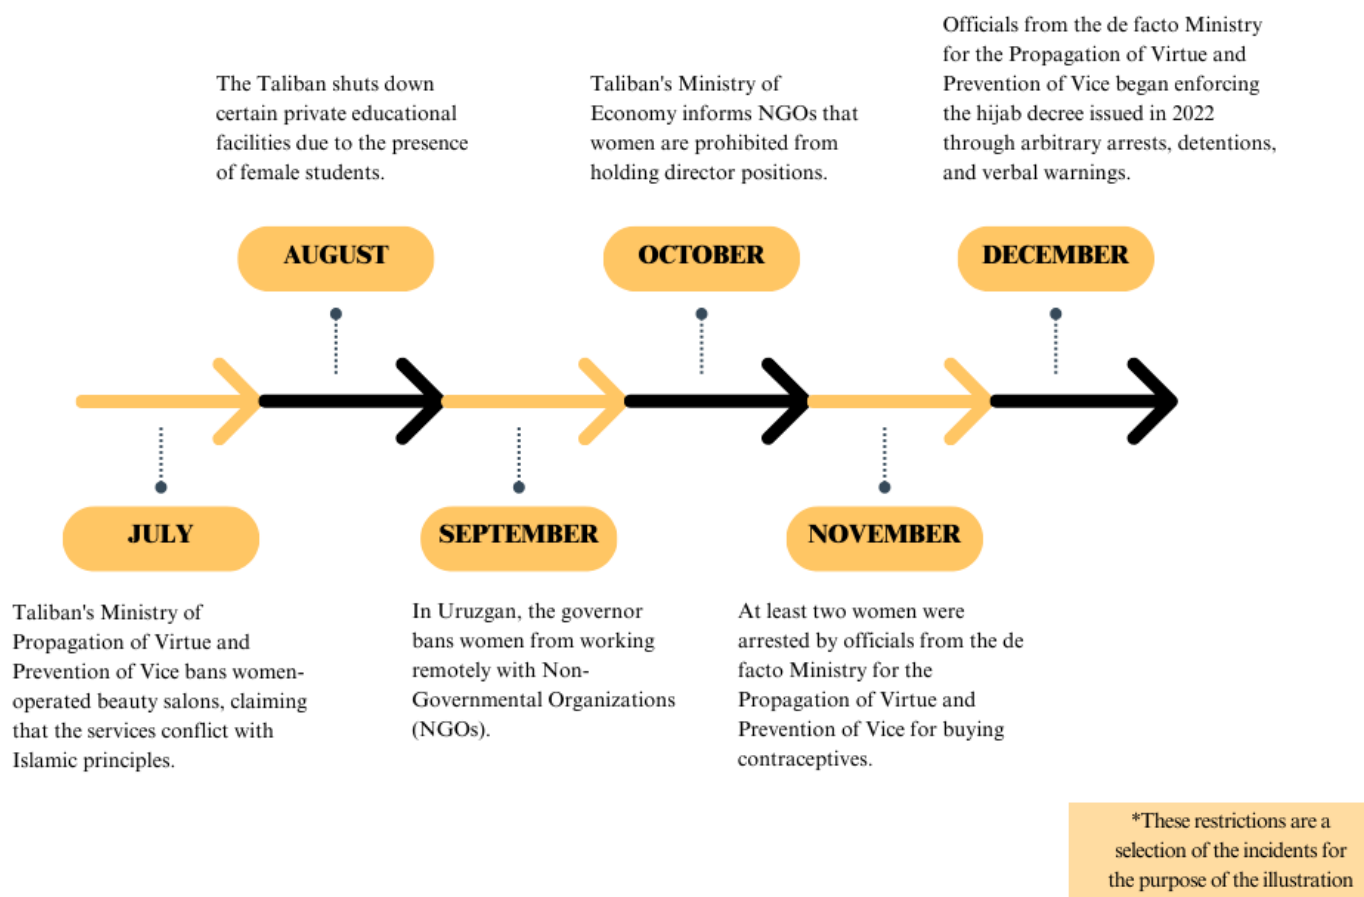 The Taliban shuts down
certain private educational
facilities due to the presence
of female students.
Taliban's Ministry of
Economy informs NGOs that
women are prohibited from
holding director positions.
Officials from the de facto Ministry
for the Propagation of Virtue and
Prevention of Vice began enforcing
the hijab decree issued in 2022
through arbitrary arrests, detentions,
and verbal warnings.
AUGUST
OCTOBER
DECEMBER
JULY
SEPTEMBER
NOVEMBER
Taliban's Ministry of
Propagation of Virtue and
Prevention of Vice bans women-
operated beauty salons, claiming
that the services conflict with
Islamic principles.
In Uruzgan, the governor
bans women from working
remotely with Non-
Governmental Organizations
(NGOs).
At least two women were
arrested by officials from the de
facto Ministry for the
Propagation of Virtue and
Prevention of Vice for buying
contraceptives.
*These restrictions are a
selection of the incidents for
the purpose of the illustration